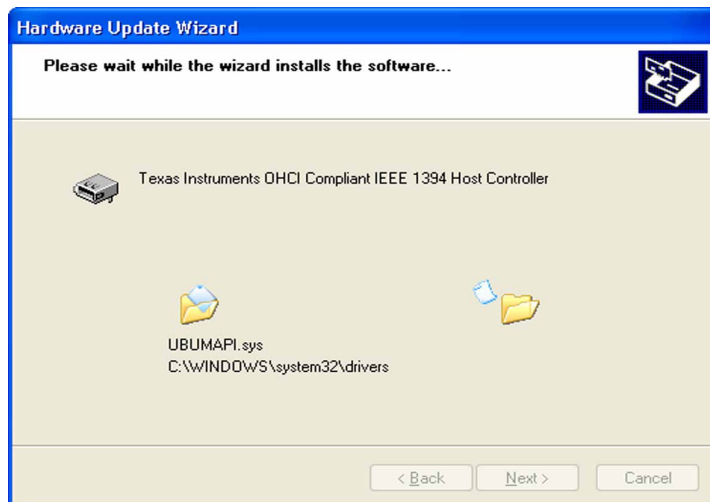 Hardware Update Wizard
Please wait while the wizard installs the software...
Texas Instruments OHCI Compliant IEEE 1394 Host Controller
UBUMAPI.sys
C:\WINDOWS\system32\drivers
< Back Next > Cancel